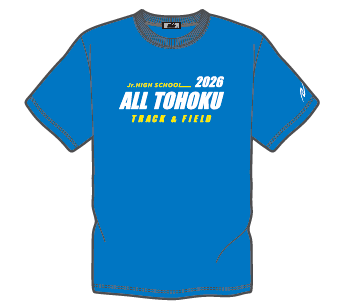 Jr.HIGH SCHOOL 2026
ALL TOHOKU
TRACK & FIELD